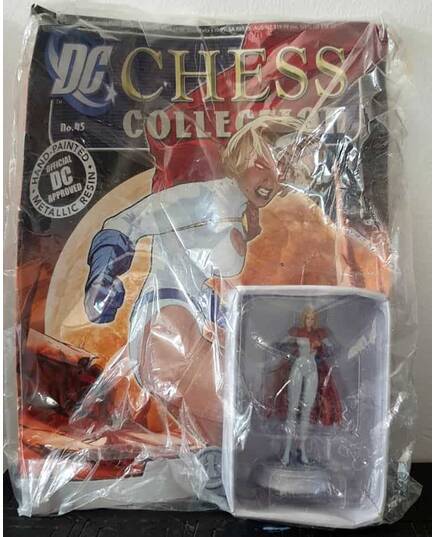 DC CHESS
COLLECTION
No.45
HAND-PAINTED
OFFICIAL
DC
APPROVED
METALLIC RESIN